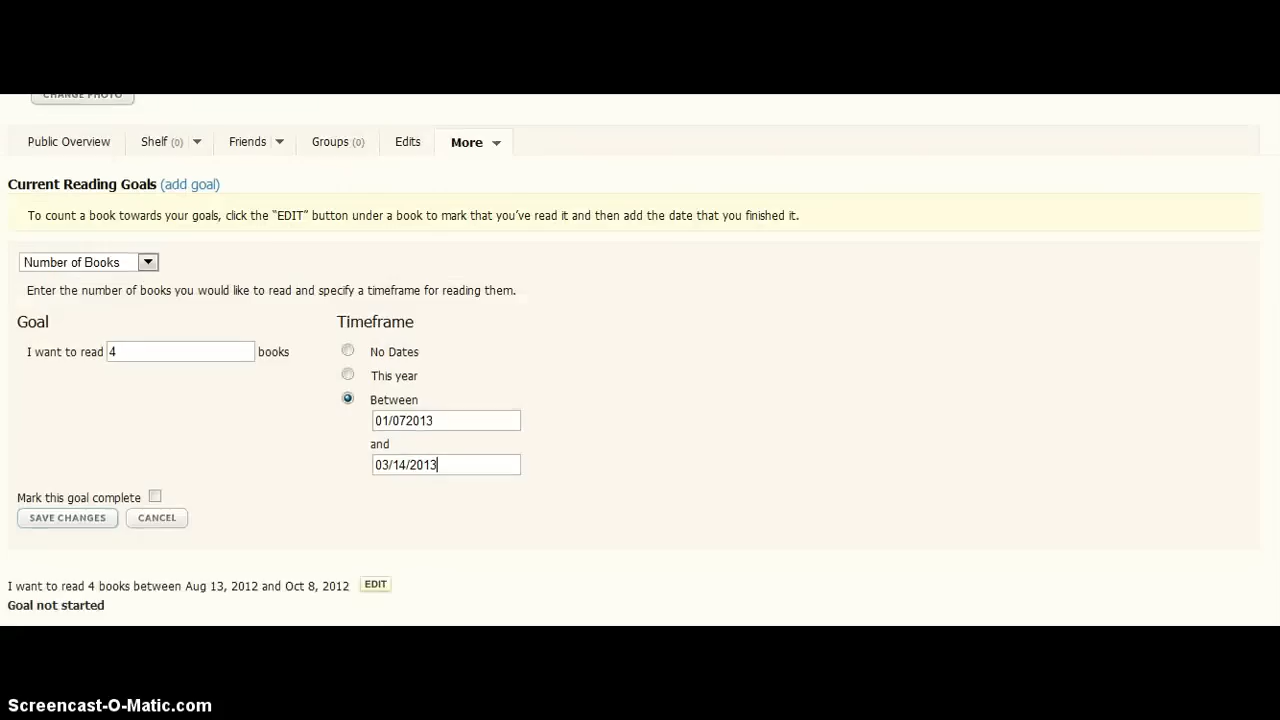 CHANGE PHOTO
Public Overview Shelf (0) Friends Groups (0) Edits More
Current Reading Goals (add goal)
To count a book towards your goals, click the “EDIT” button under a book to mark that you’ve read it and then add the date that you finished it.
Number of Books
Enter the number of books you would like to read and specify a timeframe for reading them.
Goal Timeframe
I want to read 4 books No Dates
This year
Between
01/072013
and
03/14/2013
Mark this goal complete
SAVE CHANGES CANCEL
I want to read 4 books between Aug 13, 2012 and Oct 8, 2012 EDIT
Goal not started
Screencast-O-Matic.com